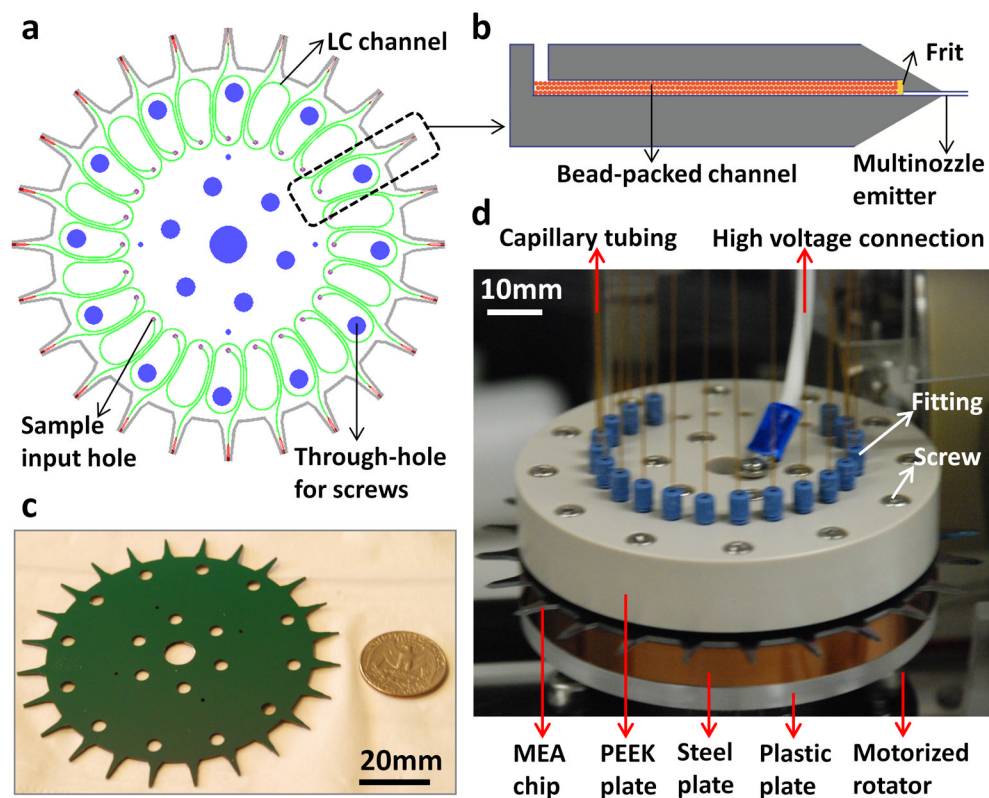 a
LC channel
Sample
input hole
Through-hole
for screws
b
Frit
Bead-packed channel
Multinozzle
emitter
c
20mm
d
Capillary tubing
High voltage connection
10mm
Fitting
Screw
MEA
chip
PEEK
plate
Steel
plate
Plastic
plate
Motorized
rotator